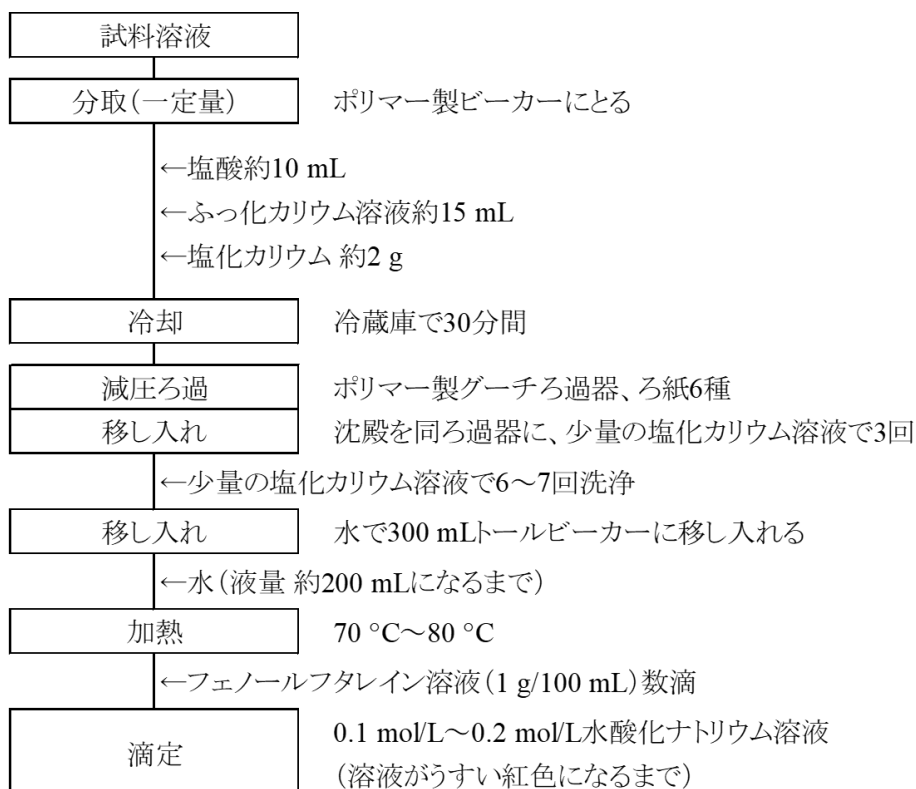 試料溶液
分取(一定量) ポリマー製ビーカーにとる
←塩酸約10 mL
←ふっ化カリウム溶液約15 mL
←塩化カリウム 約2 g
冷却 冷蔵庫で30分間
減圧ろ過 ポリマー製グーチろ過器、ろ紙6種
移し入れ 沈殿を同ろ過器に、少量の塩化カリウム溶液で3回
←少量の塩化カリウム溶液で6～7回洗浄
移し入れ 水で300 mLトールビーカーに移し入れる
←水(液量 約200 mLになるまで)
加熱 70 °C～80 °C
←フェノールフタレイン溶液(1 g/100 mL)数滴
滴定 0.1 mol/L～0.2 mol/L水酸化ナトリウム溶液
(溶液がうすい紅色になるまで)